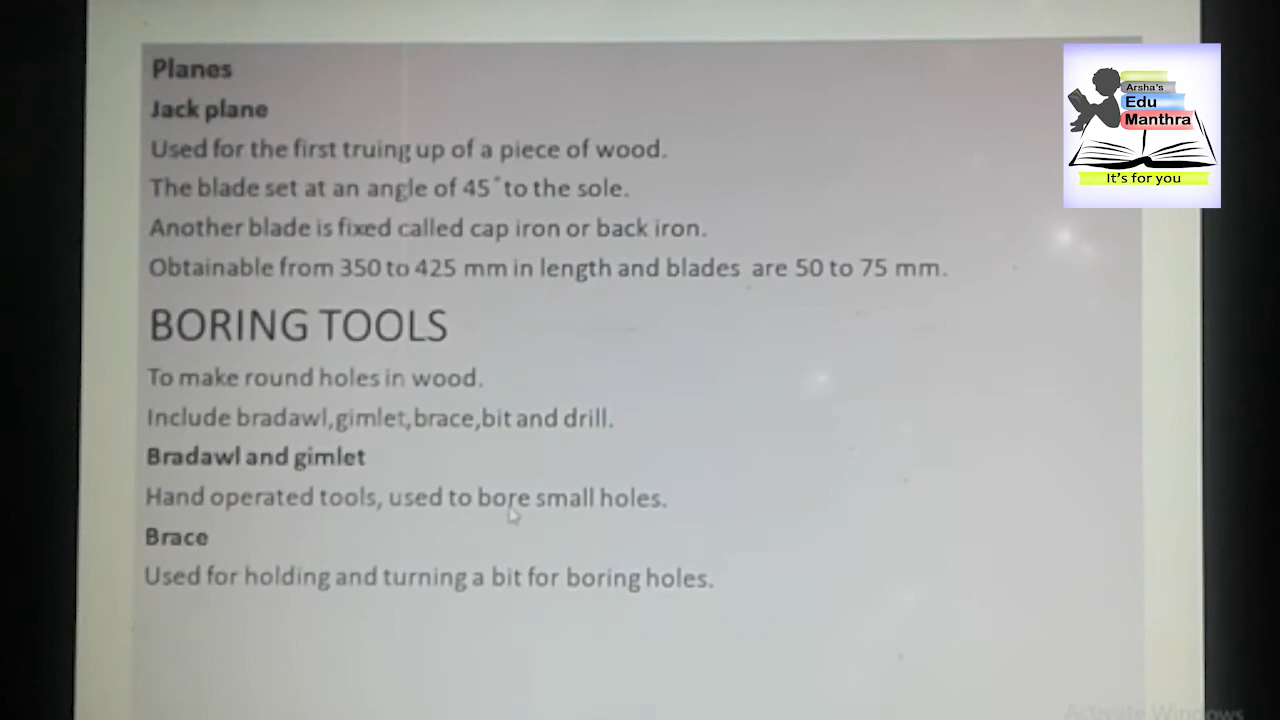 Planes
Jack plane
Used for the first truing up of a piece of wood.
The blade set at an angle of 45˚ to the sole.
Another blade is fixed called cap iron or back iron.
Obtainable from 350 to 425 mm in length and blades are 50 to 75 mm.
BORING TOOLS
To make round holes in wood.
Include bradawl,gimlet,brace,bit and drill.
Bradawl and gimlet
Hand operated tools, used to bore small holes.
Brace
Used for holding and turning a bit for boring holes.
Arsha's
Edu
Manthra
It's for you
Activate Windows